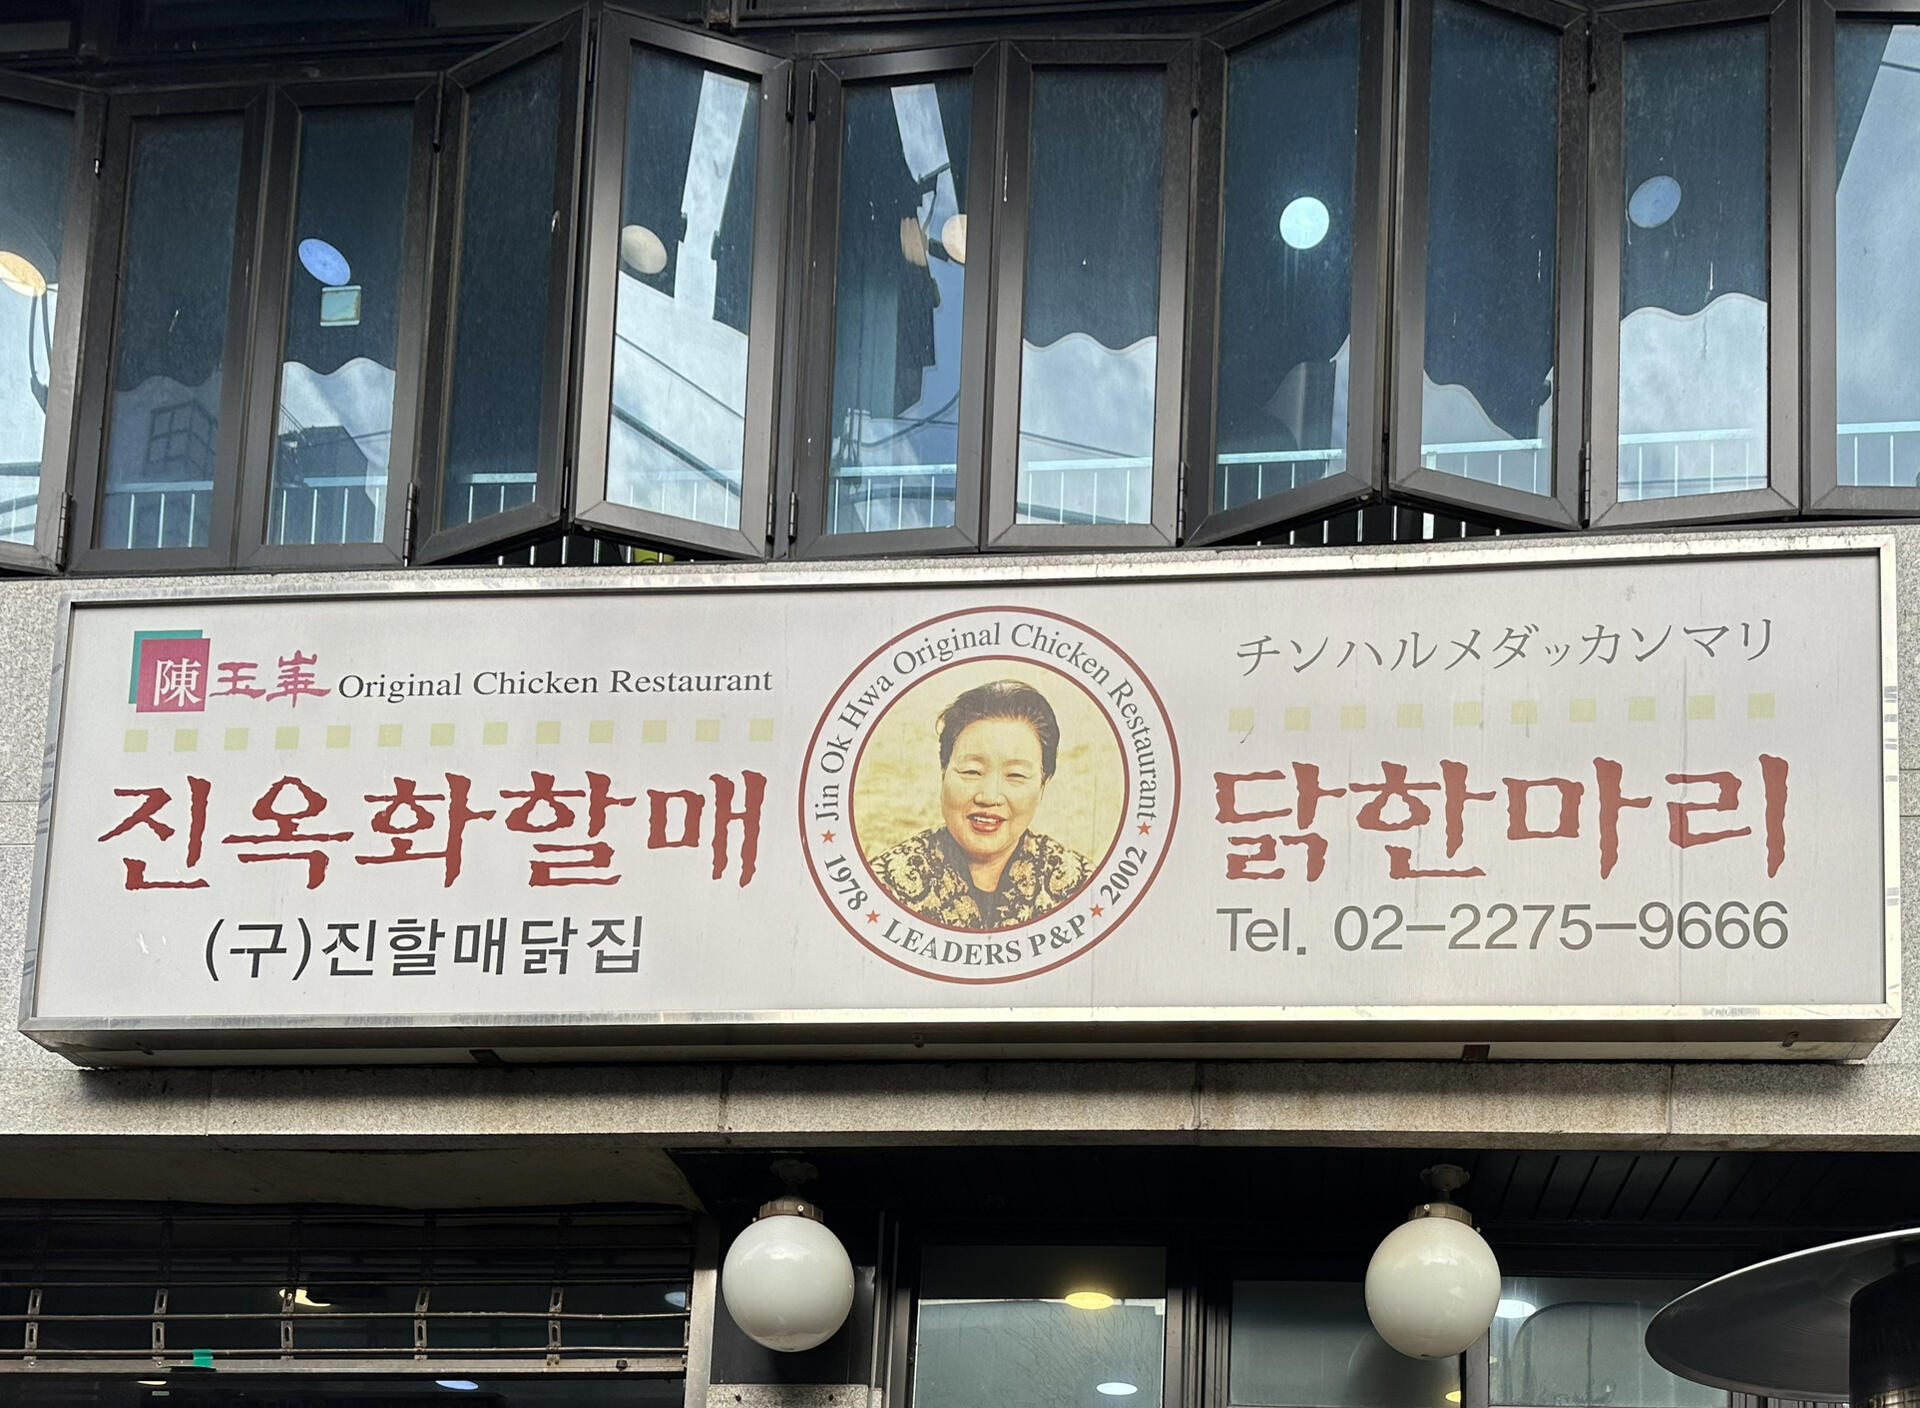 陳玉華 Original Chicken Restaurant
진옥화할매
(구)진할매닭집
Jin Ok Hwa Original Chicken Restaurant
★ 1978 ★ LEADERS P&P ★ 2002 ★
チンハルメダッカンマリ
닭한마리
Tel. 02-2275-9666